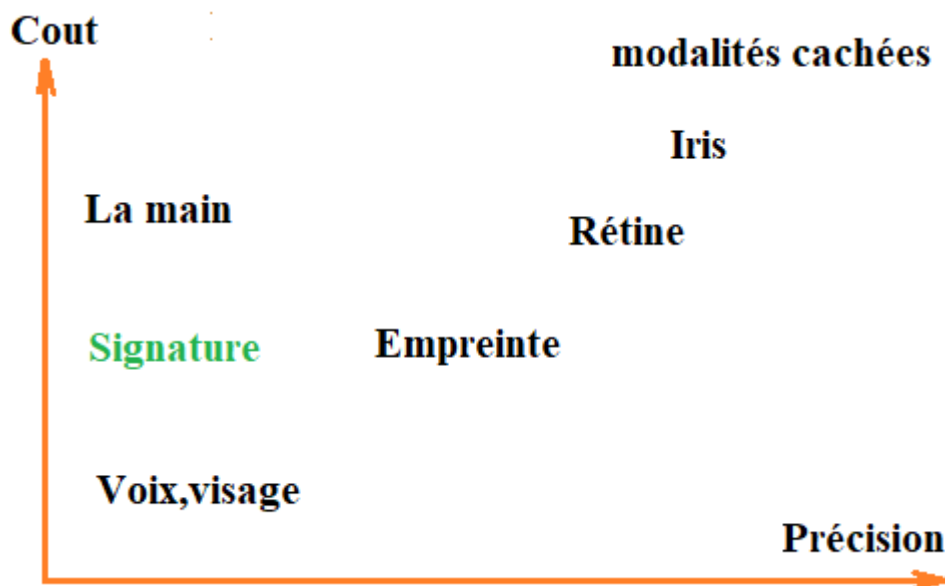 Cout
modalités cachées
Iris
La main
Rétine
Signature
Empreinte
Voix,visage
Précision